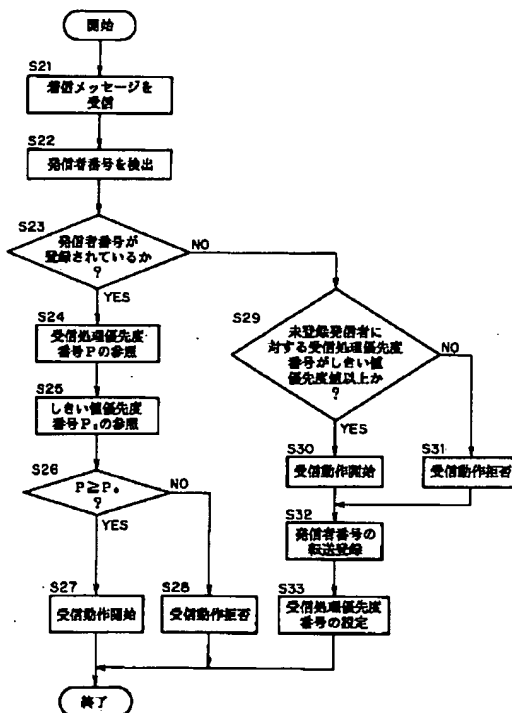 開始
S21
着信メッセージを
受信
S22
発信者番号を検出
S23
発信者番号が
登録されているか
?
NO
YES
S24
受信処理優先度
番号Pの参照
S25
しきい値優先度
番号P₀の参照
S26
P≧P₀
?
NO
YES
S27
受信動作開始
S28
受信動作拒否
S29
未登録発信者に
対する受信処理優先度
番号がしきい値
優先度値以上か
?
NO
YES
S30
受信動作開始
S31
受信動作拒否
S32
発信者番号の
転送登録
S33
受信処理優先度
番号の設定
終了